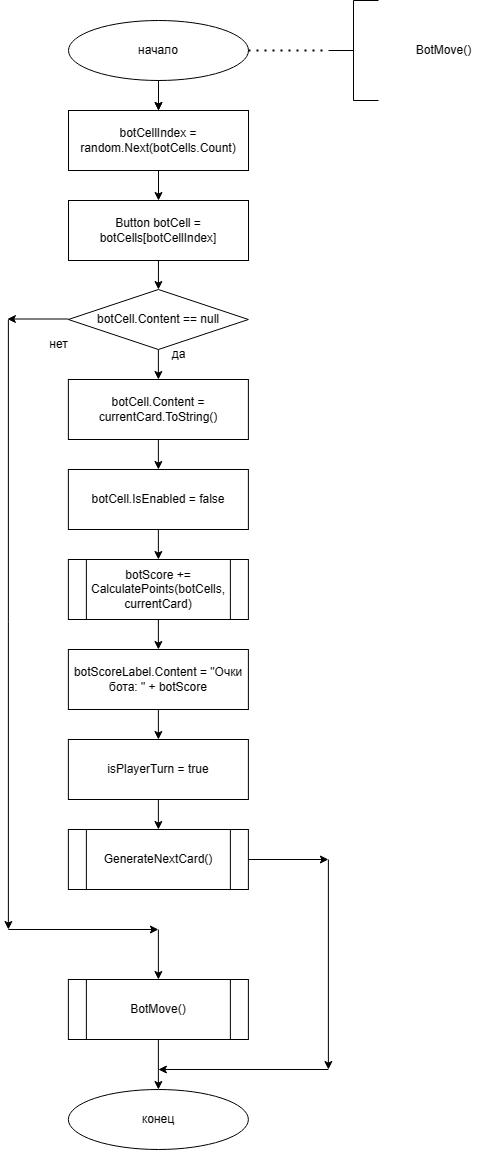 начало
BotMove()
botCellIndex =
random.Next(botCells.Count)
Button botCell =
botCells[botCellIndex]
botCell.Content == null
нет
да
botCell.Content =
currentCard.ToString()
botCell.IsEnabled = false
botScore +=
CalculatePoints(botCells,
currentCard)
botScoreLabel.Content = "Очки
бота: " + botScore
isPlayerTurn = true
GenerateNextCard()
BotMove()
конец